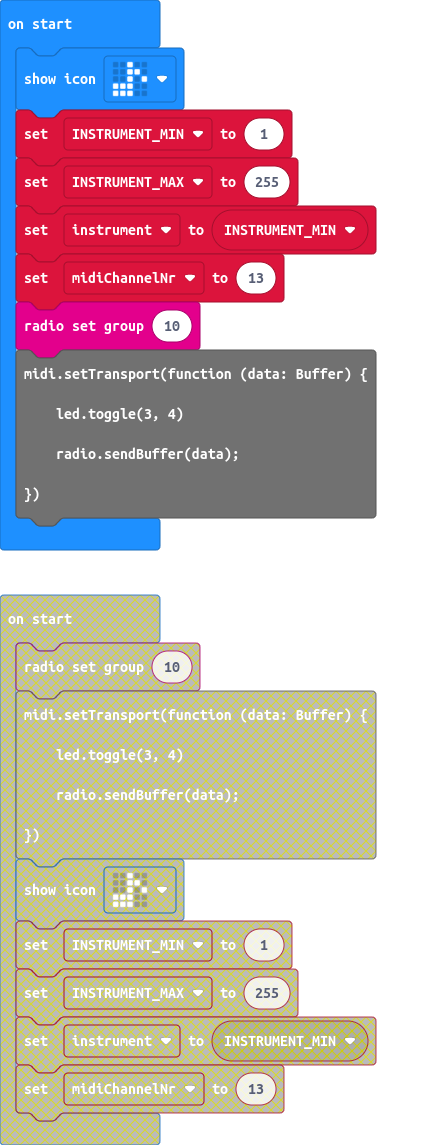 on start
show icon
set INSTRUMENT_MIN to 1
set INSTRUMENT_MAX to 255
set instrument to INSTRUMENT_MIN
set midiChannelNr to 13
radio set group 10
midi.setTransport(function (data: Buffer) {
led.toggle(3, 4)
radio.sendBuffer(data);
})
on start
radio set group 10
midi.setTransport(function (data: Buffer) {
led.toggle(3, 4)
radio.sendBuffer(data);
})
show icon
set INSTRUMENT_MIN to 1
set INSTRUMENT_MAX to 255
set instrument to INSTRUMENT_MIN
set midiChannelNr to 13